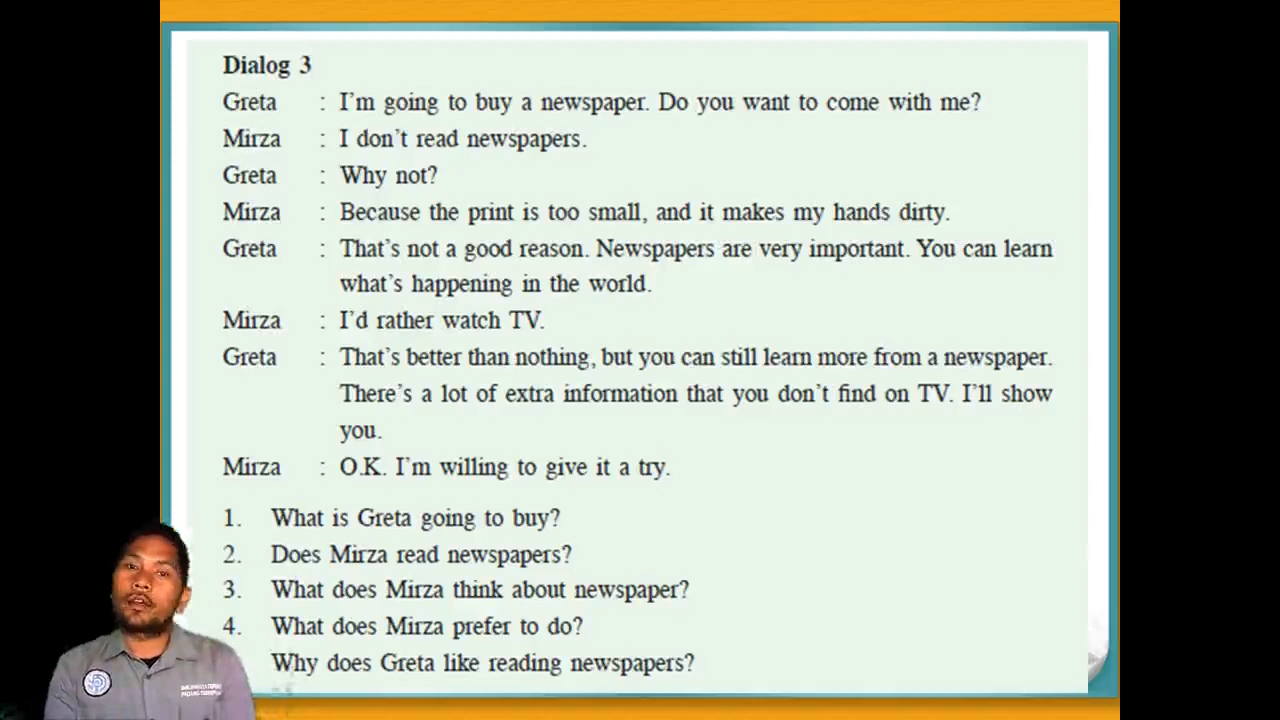 Dialog 3
Greta : I'm going to buy a newspaper. Do you want to come with me?
Mirza : I don't read newspapers.
Greta : Why not?
Mirza : Because the print is too small, and it makes my hands dirty.
Greta : That's not a good reason. Newspapers are very important. You can learn
what's happening in the world.
Mirza : I'd rather watch TV.
Greta : That's better than nothing, but you can still learn more from a newspaper.
There's a lot of extra information that you don't find on TV. I'll show
you.
Mirza : O.K. I'm willing to give it a try.
1. What is Greta going to buy?
2. Does Mirza read newspapers?
3. What does Mirza think about newspaper?
4. What does Mirza prefer to do?
Why does Greta like reading newspapers?